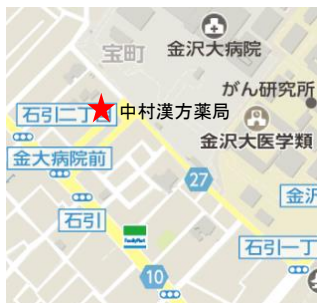 宝町
金沢大病院
がん研究所
石引二丁
中村漢方薬局
金沢大医学類
金大病院前
27
金沢
石引
FamilyMart
石引一丁
10